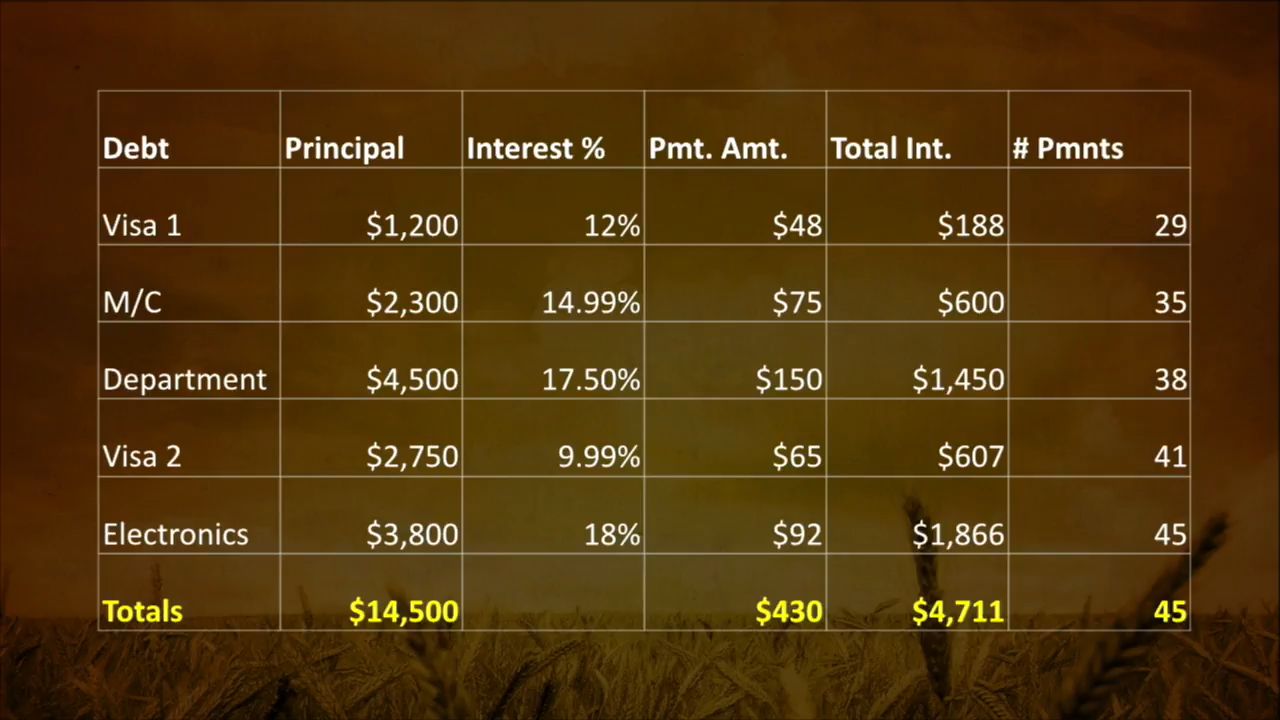 Debt Principal Interest % Pmt. Amt. Total Int. # Pmnts
Visa 1 $1,200 12% $48 $188 29
M/C $2,300 14.99% $75 $600 35
Department $4,500 17.50% $150 $1,450 38
Visa 2 $2,750 9.99% $65 $607 41
Electronics $3,800 18% $92 $1,866 45
Totals $14,500 $430 $4,711 45